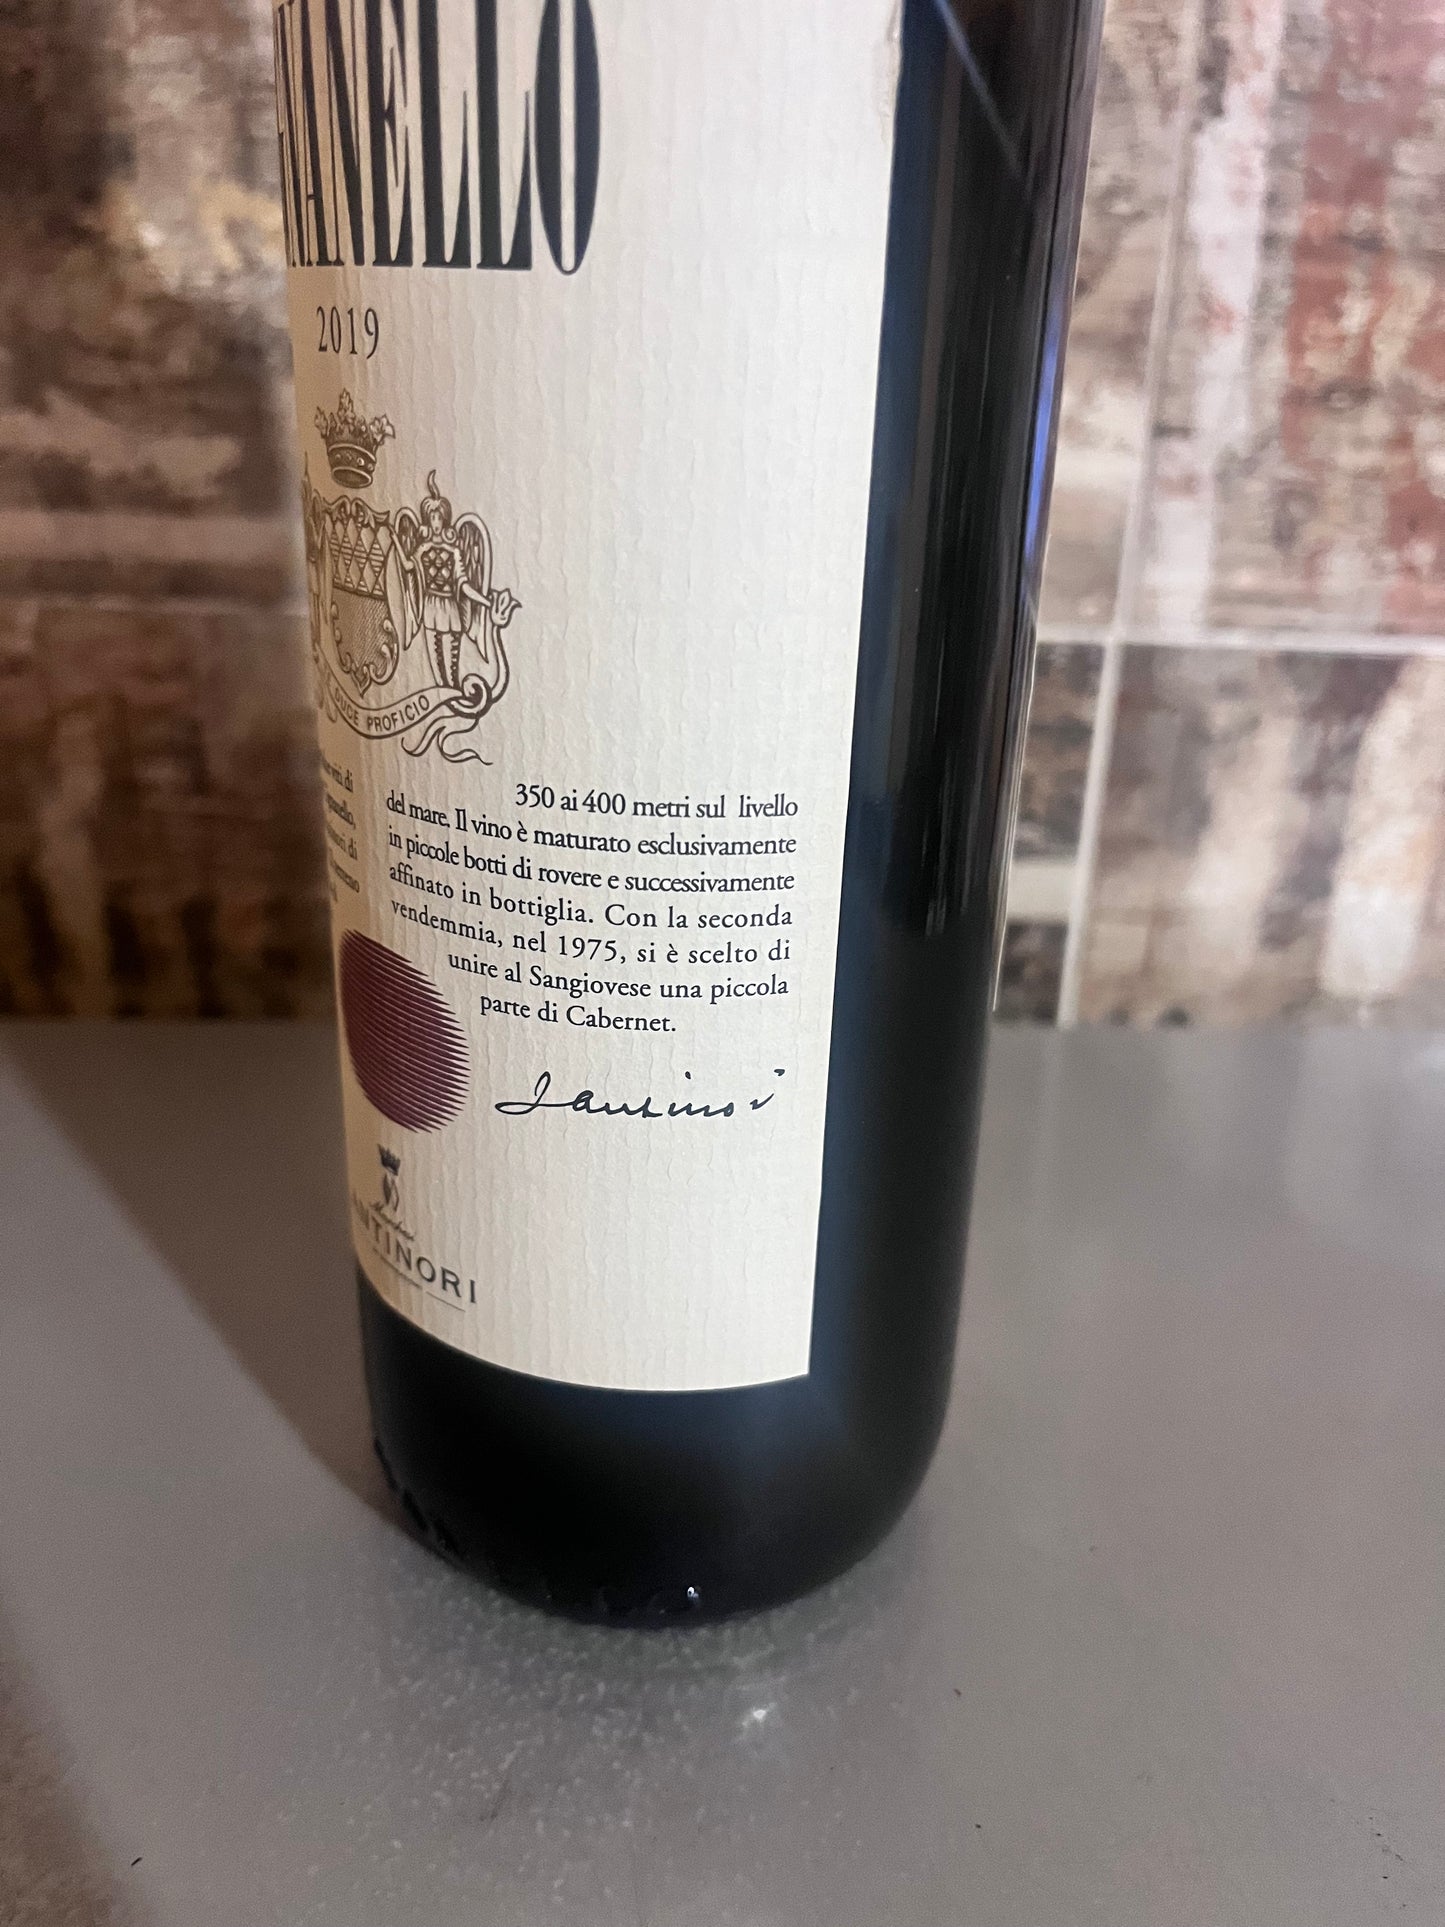 2019
DUCE PROFICIO
350 ai 400 metri sul livello
del mare. Il vino è maturato esclusivamente
in piccole botti di rovere e successivamente
affinato in bottiglia. Con la seconda
vendemmia, nel 1975, si è scelto di
unire al Sangiovese una piccola
parte di Cabernet.
Antinori
ANTINORI